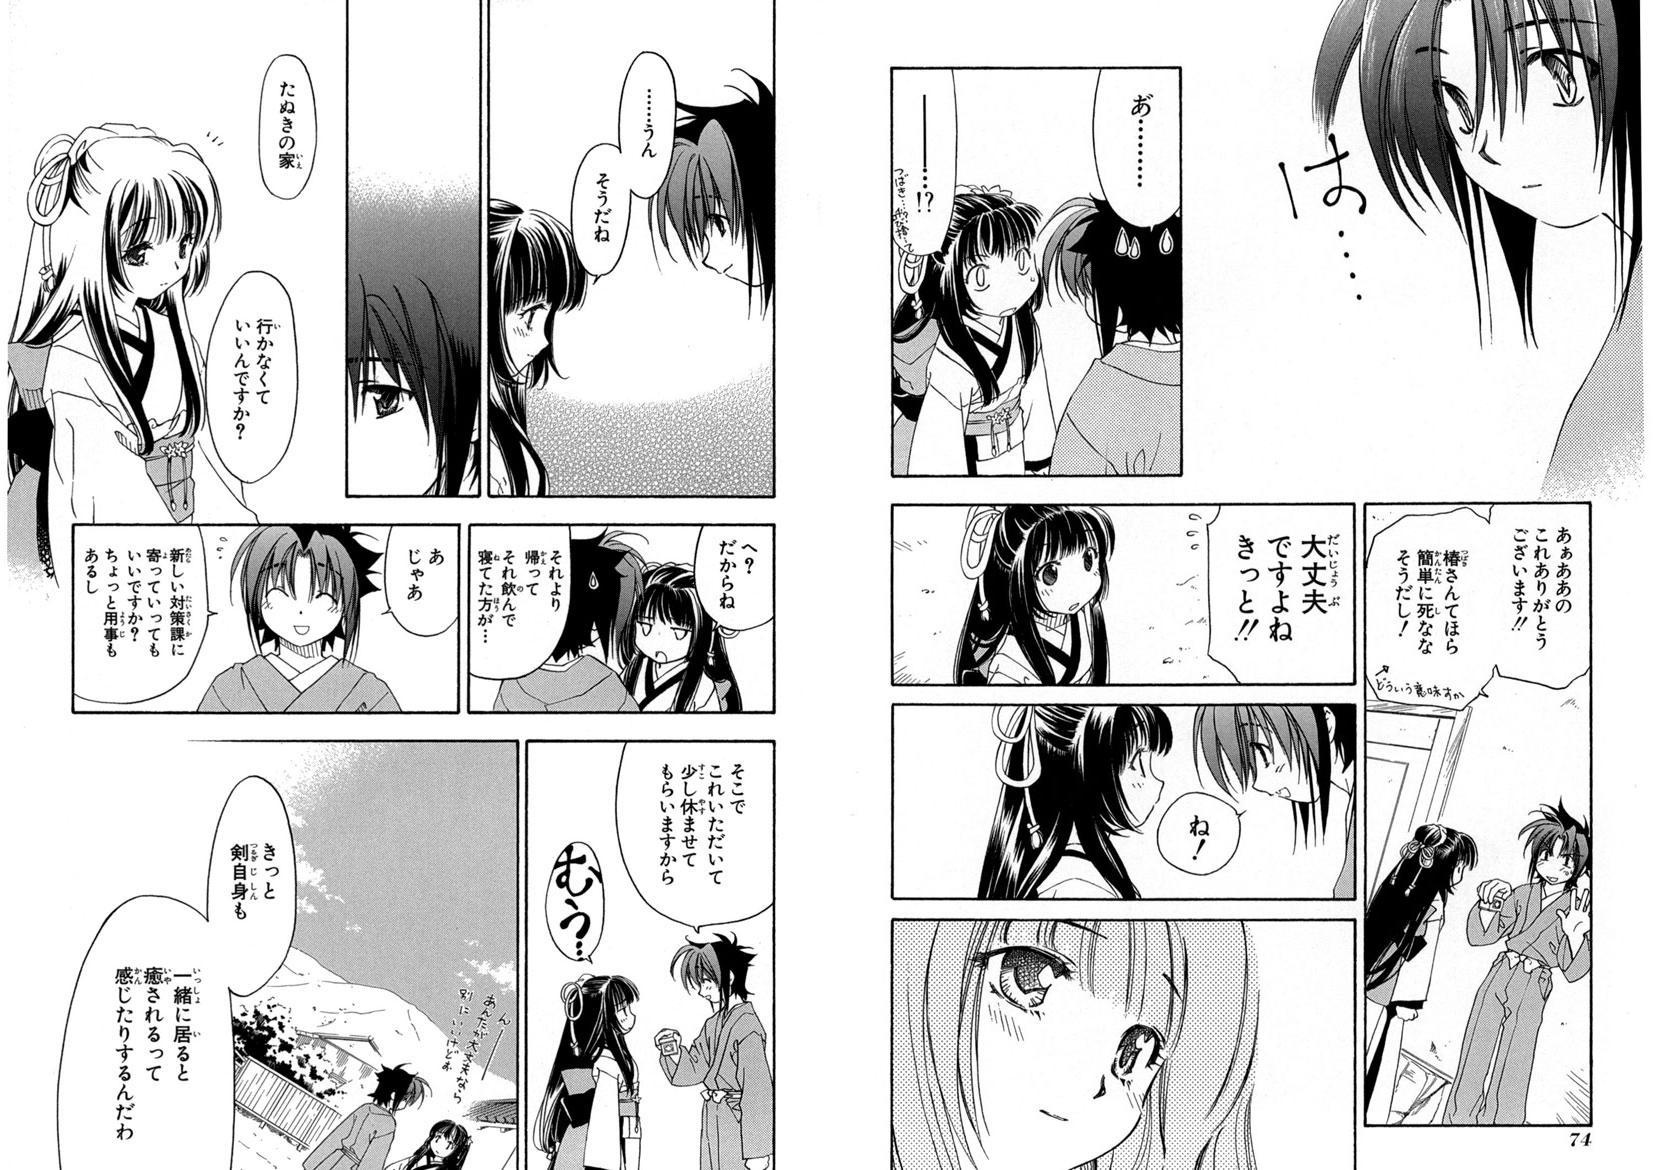 は‥‥
あ゙………
――………!?
つばき…
あぁああの
これありがとう
ございます!!
椿さんてほら
簡単に死なな
そうだし!
どういう意味すか
大丈夫
ですよね
きっと!!
ね!
74
……うん
そうだね
たぬきの家
行かなくて
いいんですか?
へ?
だからね
それより
帰って
それ飲んで
寝てた方が…
あ
じゃあ
新しい対策課に
寄っていっても
いいですか?
ちょっと用事も
あるし
そこで
これいただいて
少し休ませて
もらいますから
むう…
ん――
あんたが大丈夫なら
別にいいけどぉ
きっと
剣自身も
一緒に居ると
癒されるって
感じたりするんだわ